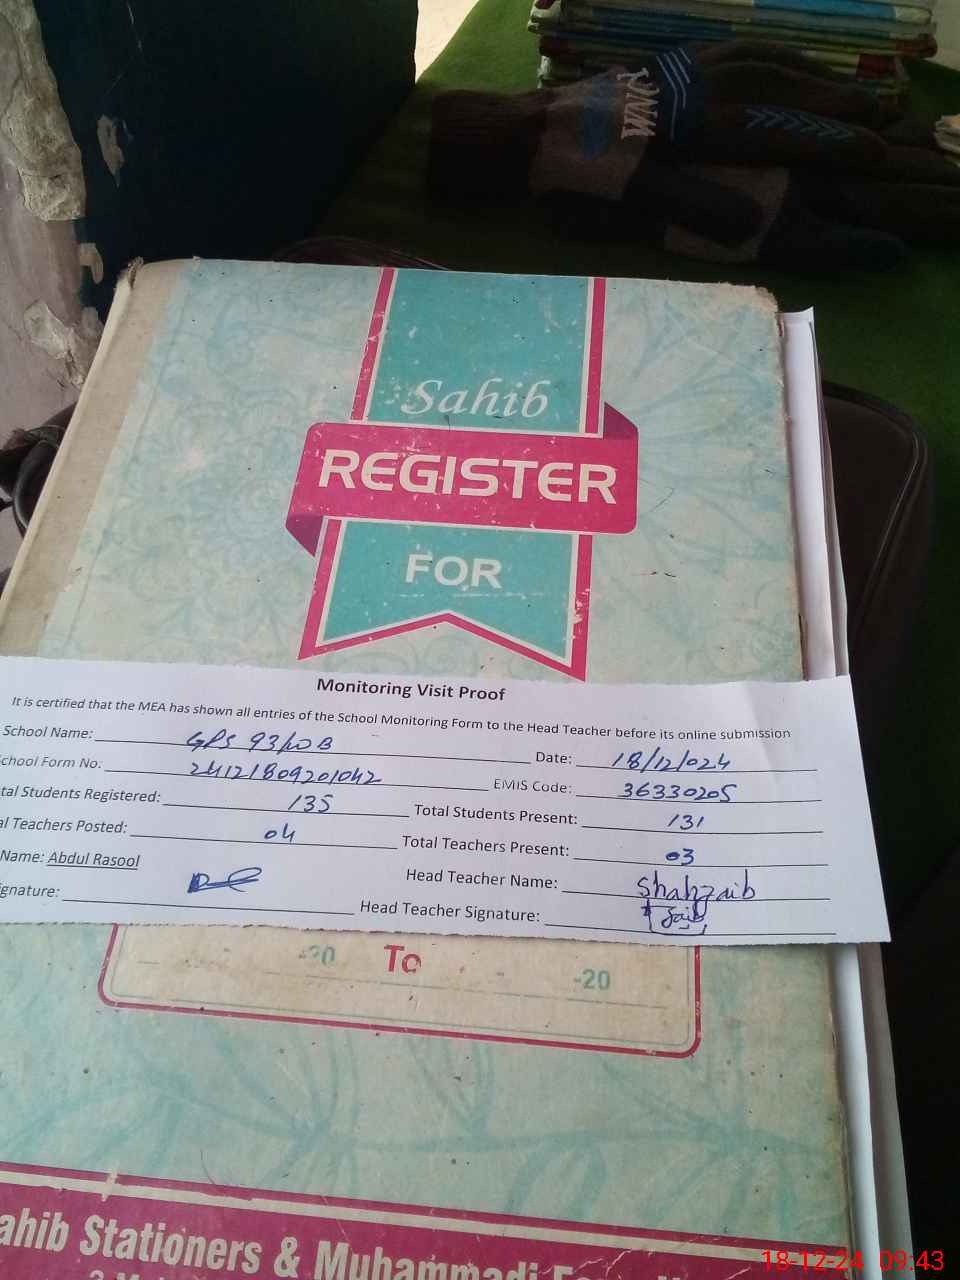 Sahib
REGISTER
FOR
Monitoring Visit Proof
It is certified that the MEA has shown all entries of the School Monitoring Form to the Head Teacher before its online submission
School Name: GPS 93/10B Date: 18/12/024
School Form No: 24121809201042 EMIS Code: 36330205
tal Students Registered: 135 Total Students Present: 131
al Teachers Posted: 04 Total Teachers Present: 03
Name: Abdul Rasool Head Teacher Name: Shahzaib
ignature: Head Teacher Signature: Zaib
-20 To -20
ahib Stationers & Muhammadi
18-12-24 09:43